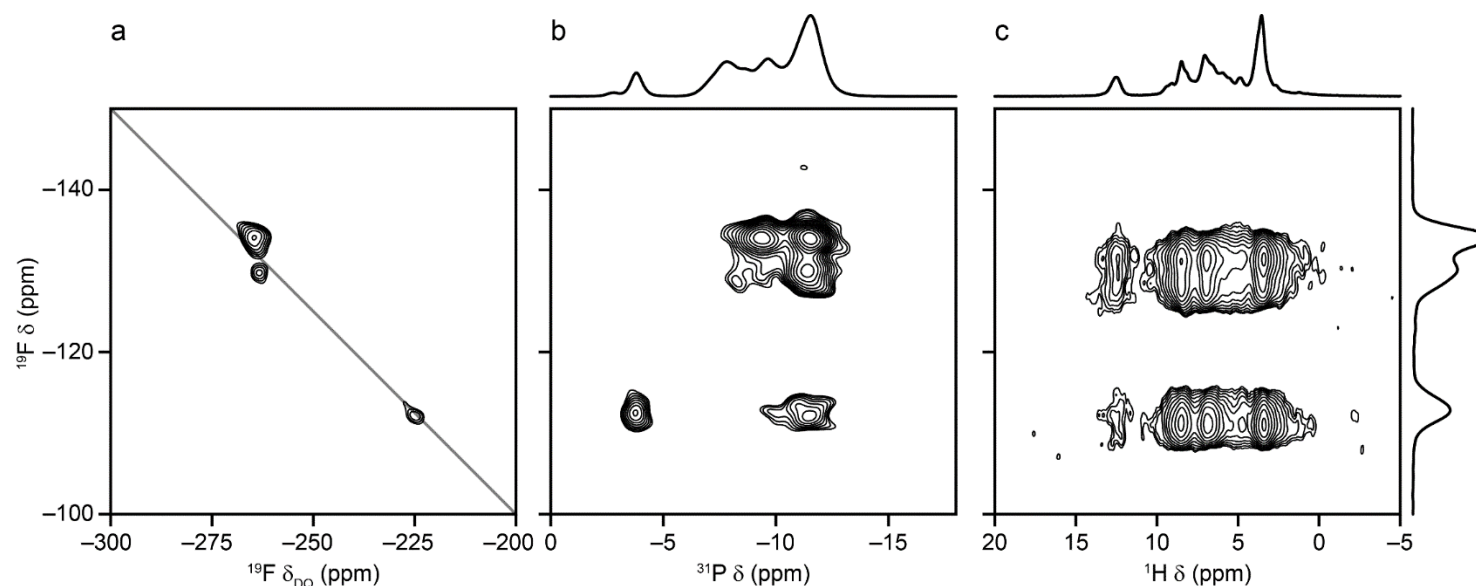 a
b
c
–140
–120
–100
¹⁹F δ (ppm)
–300 –275 –250 –225 –200
¹⁹F δ_DQ (ppm)
0 –5 –10 –15
³¹P δ (ppm)
20 15 10 5 0 –5
¹H δ (ppm)